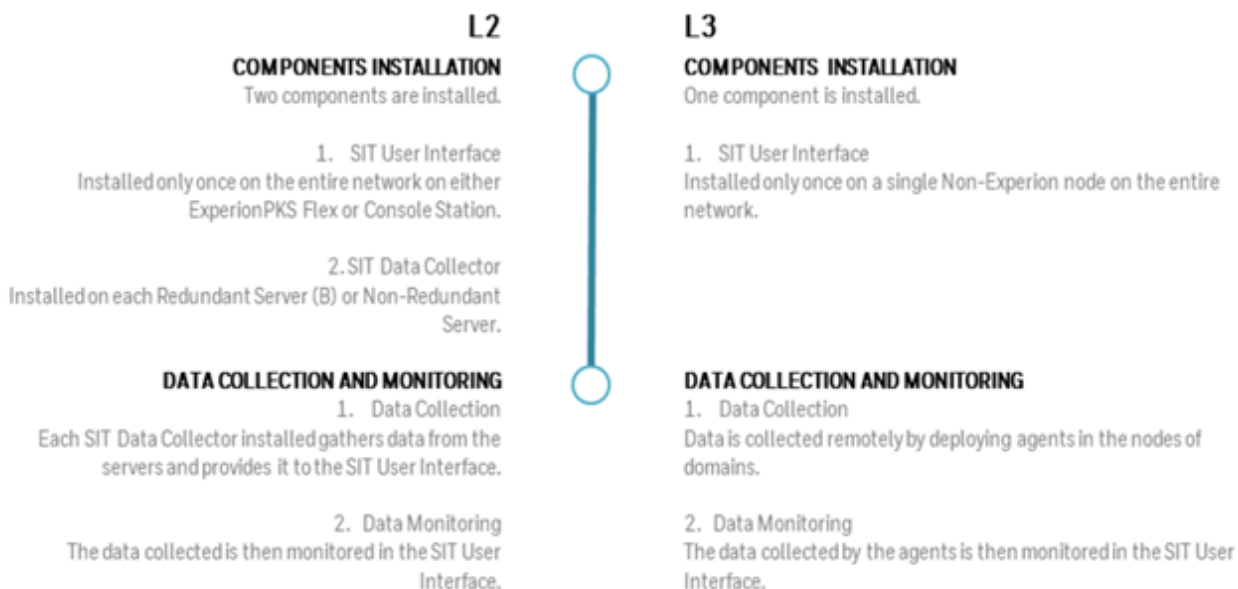 L2
COMPONENTS INSTALLATION
Two components are installed.
1. SIT User Interface
Installed only once on the entire network on either
ExperionPKS Flex or Console Station.
2. SIT Data Collector
Installed on each Redundant Server (B) or Non-Redundant
Server.
DATA COLLECTION AND MONITORING
1. Data Collection
Each SIT Data Collector installed gathers data from the
servers and provides it to the SIT User Interface.
2. Data Monitoring
The data collected is then monitored in the SIT User
Interface.
L3
COMPONENTS INSTALLATION
One component is installed.
1. SIT User Interface
Installed only once on a single Non-Experion node on the entire
network.
DATA COLLECTION AND MONITORING
1. Data Collection
Data is collected remotely by deploying agents in the nodes of
domains.
2. Data Monitoring
The data collected by the agents is then monitored in the SIT User
Interface.